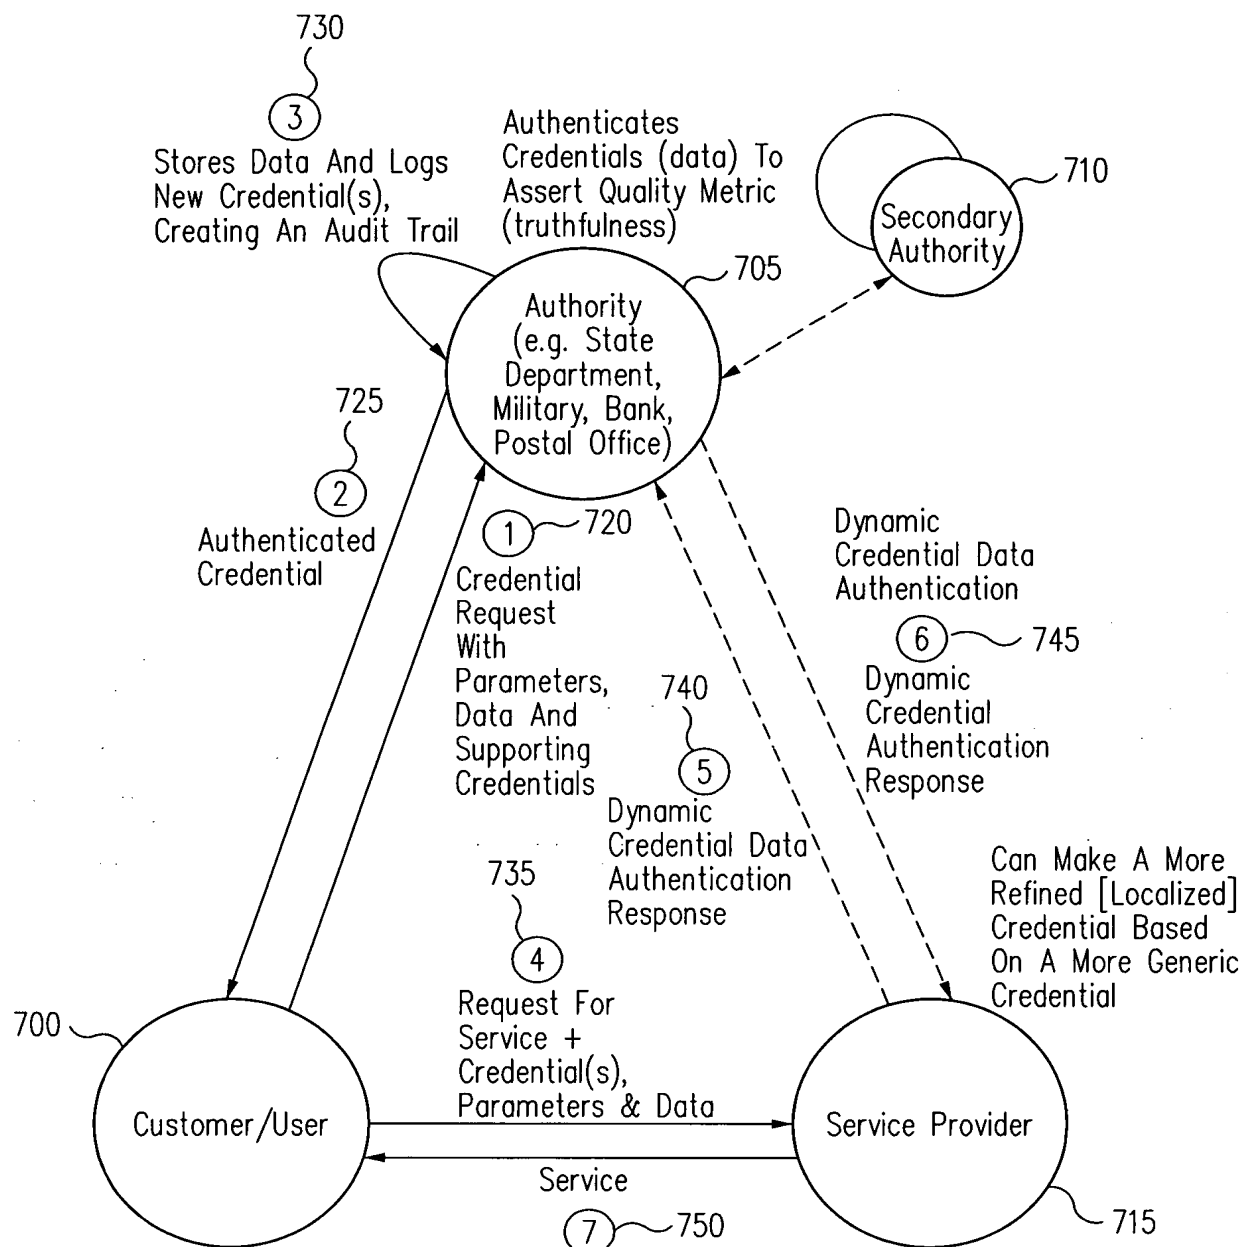 730
3
Stores Data And Logs
New Credential(s),
Creating An Audit Trail
Authenticates
Credentials (data) To
Assert Quality Metric
(truthfulness)
Secondary
Authority
710
705
Authority
(e.g. State
Department,
Military, Bank,
Postal Office)
725
2
Authenticated
Credential
1
720
Credential
Request
With
Parameters,
Data And
Supporting
Credentials
Dynamic
Credential Data
Authentication
6
745
Dynamic
Credential
Authentication
Response
740
5
Dynamic
Credential Data
Authentication
Response
735
4
Request For
Service +
Credential(s),
Parameters & Data
Can Make A More
Refined [Localized]
Credential Based
On A More Generic
Credential
700
Customer/User
Service Provider
Service
7
750
715